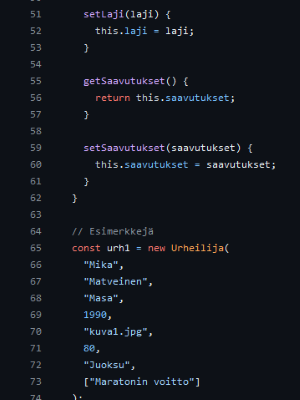 51 setLaji(laji) {
52 this.laji = laji;
53 }
54
55 getSaavutukset() {
56 return this.saavutukset;
57 }
58
59 setSaavutukset(saavutukset) {
60 this.saavutukset = saavutukset;
61 }
62 }
63
64 // Esimerkkejä
65 const urh1 = new Urheilija(
66 "Mika",
67 "Matveinen",
68 "Masa",
69 1990,
70 "kuva1.jpg",
71 80,
72 "Juoksu",
73 ["Maratonin voitto"]
74 );